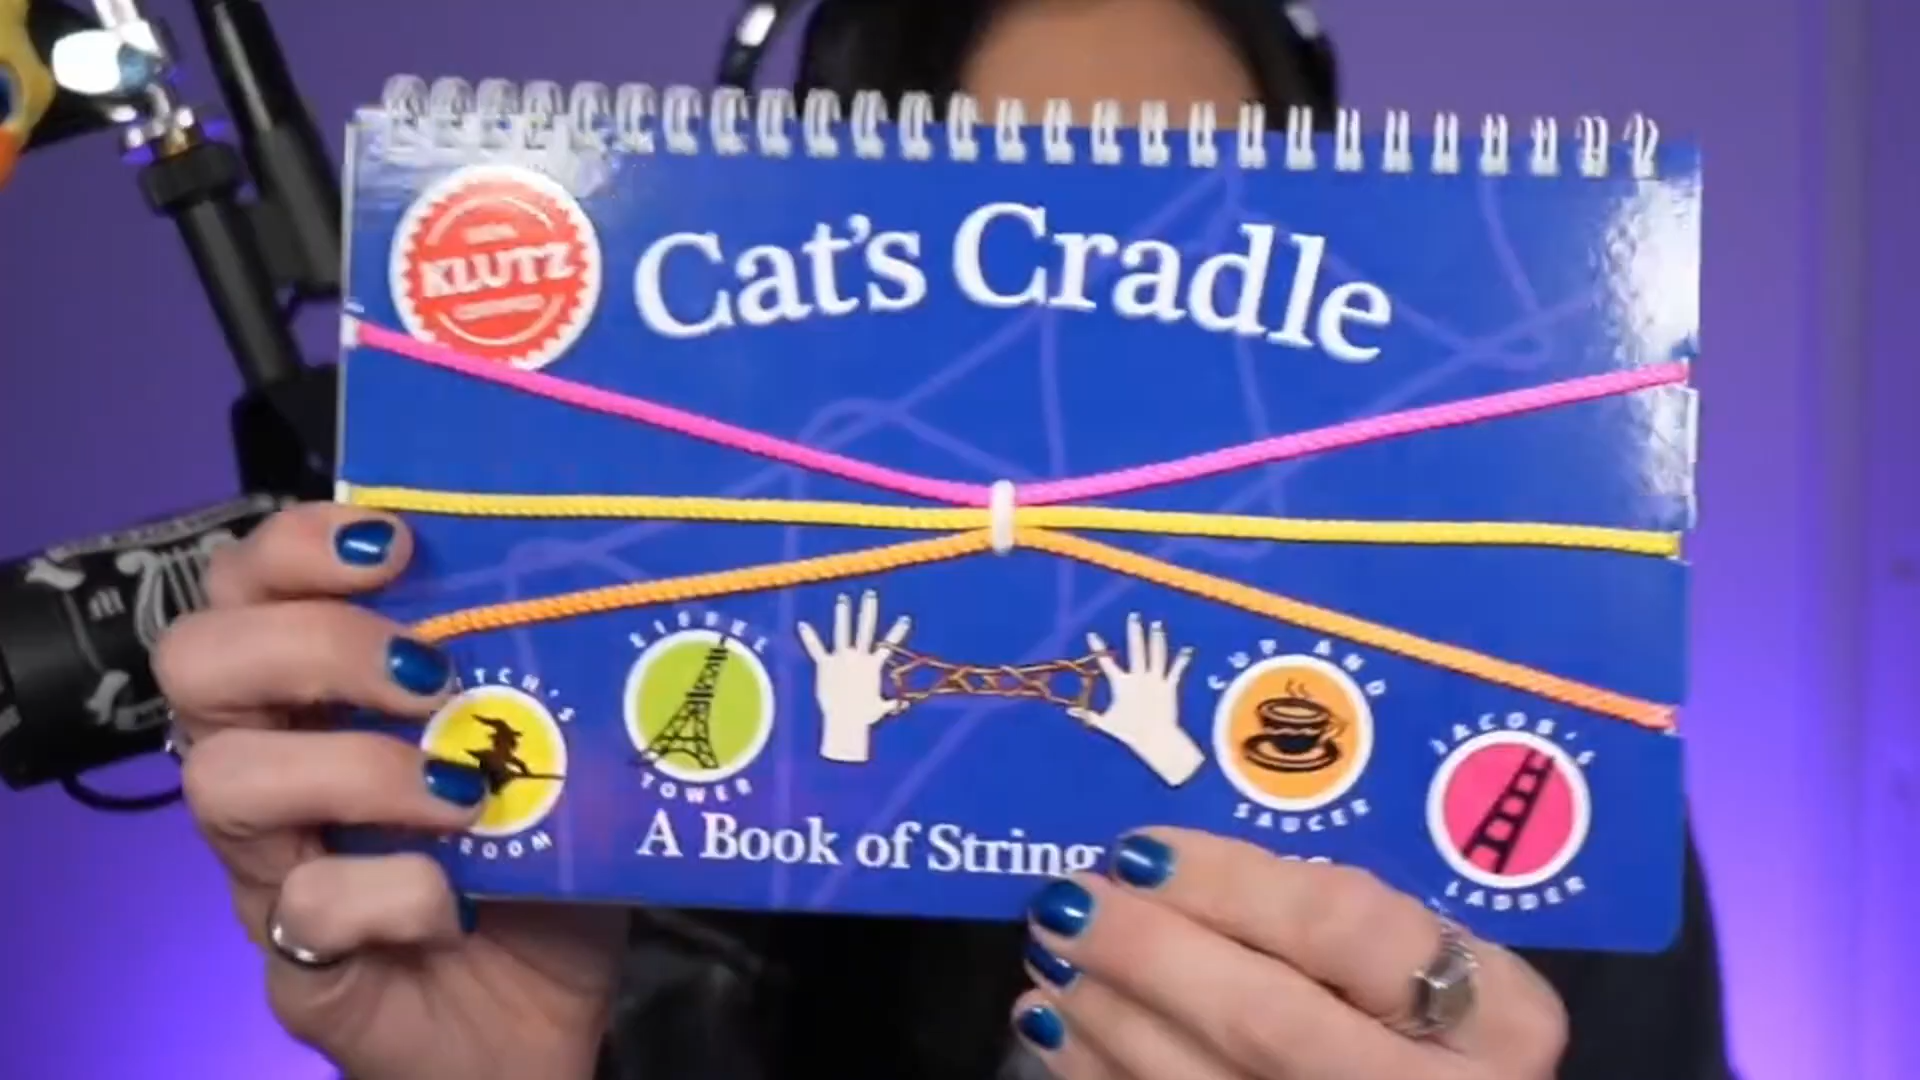 KLUTZ
Cat's Cradle
EIFFEL
TOWER
CUP AND
SAUCER
JACOB'S
LADDER
A Book of String